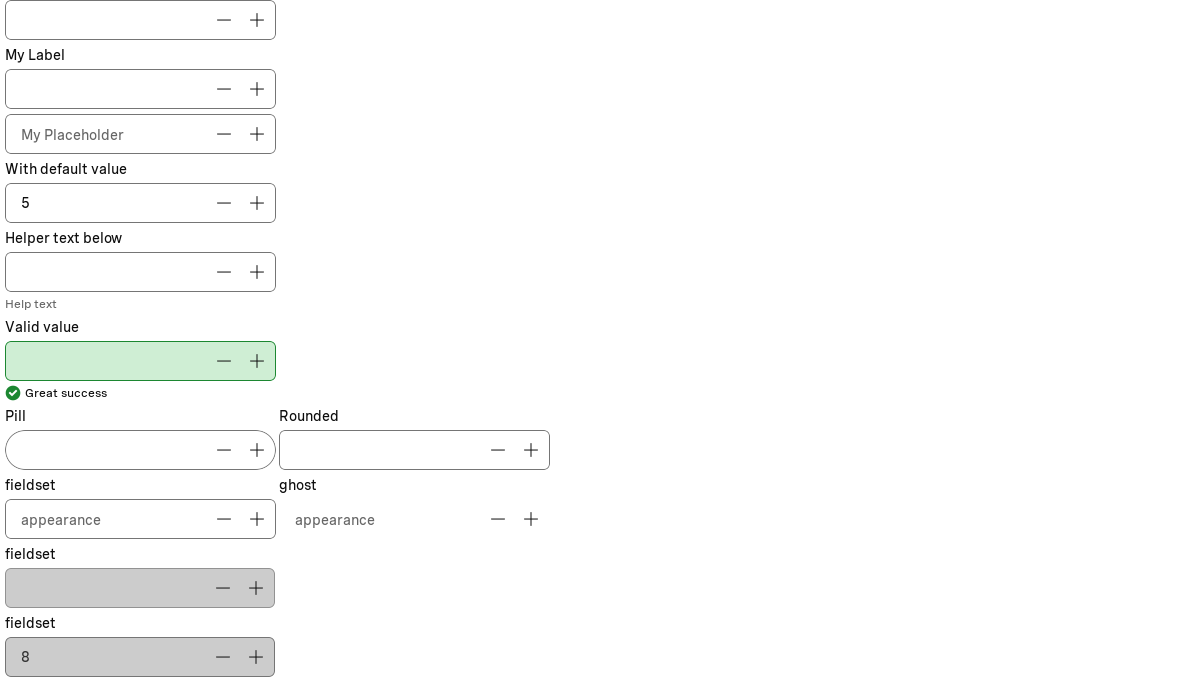 My Label
My Placeholder
With default value
5
Helper text below
Help text
Valid value
Great success
Pill Rounded
fieldset ghost
appearance appearance
fieldset
fieldset
8